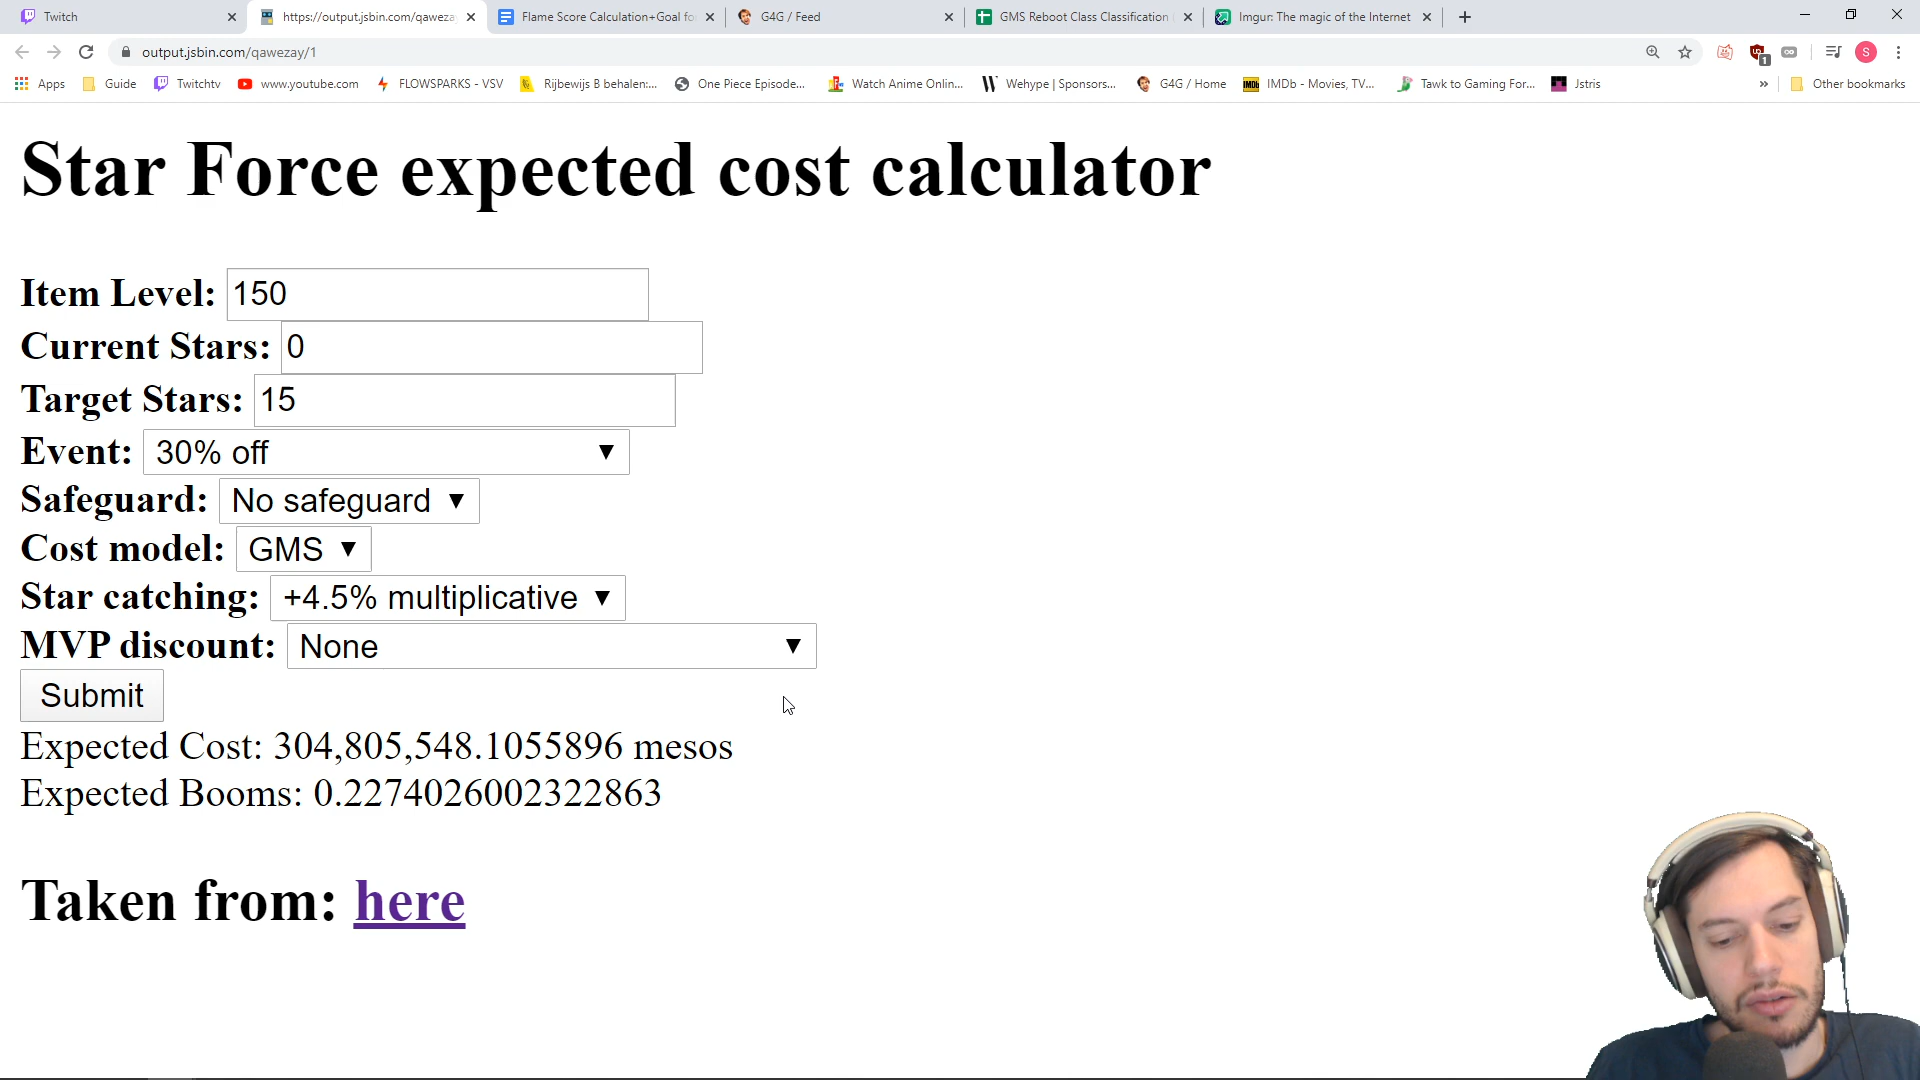 Twitch
https://output.jsbin.com/qaweza
Flame Score Calculation+Goal fo
G4G / Feed
GMS Reboot Class Classification
Imgur: The magic of the Internet
output.jsbin.com/qawezay/1
1
S
Apps
Guide
Twitchtv
www.youtube.com
FLOWSPARKS - VSV
Rijbewijs B behalen:...
One Piece Episode...
Watch Anime Onlin...
Wehype | Sponsors...
G4G / Home
IMDb - Movies, TV...
Tawk to Gaming For...
Jstris
»
Other bookmarks
Star Force expected cost calculator
Item Level: 150
Current Stars: 0
Target Stars: 15
Event: 30% off
Safeguard: No safeguard
Cost model: GMS
Star catching: +4.5% multiplicative
MVP discount: None
Submit
Expected Cost: 304,805,548.1055896 mesos
Expected Booms: 0.2274026002322863
Taken from: here